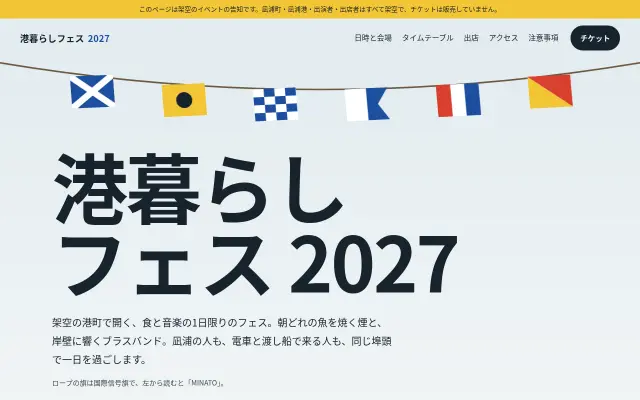 このページは架空のイベントの告知です。凪浦町・凪浦港・出演者・出店者はすべて架空で、チケットは販売していません。
港暮らしフェス 2027
日時と会場 タイムテーブル 出店 アクセス 注意事項 チケット
港暮らし
フェス 2027
架空の港町で開く、食と音楽の1日限りのフェス。朝どれの魚を焼く煙と、
岸壁に響くブラスバンド。凪浦の人も、電車と渡し船で来る人も、同じ埠頭
で一日を過ごします。
ロープの旗は国際信号旗で、左から読むと「MINATO」。